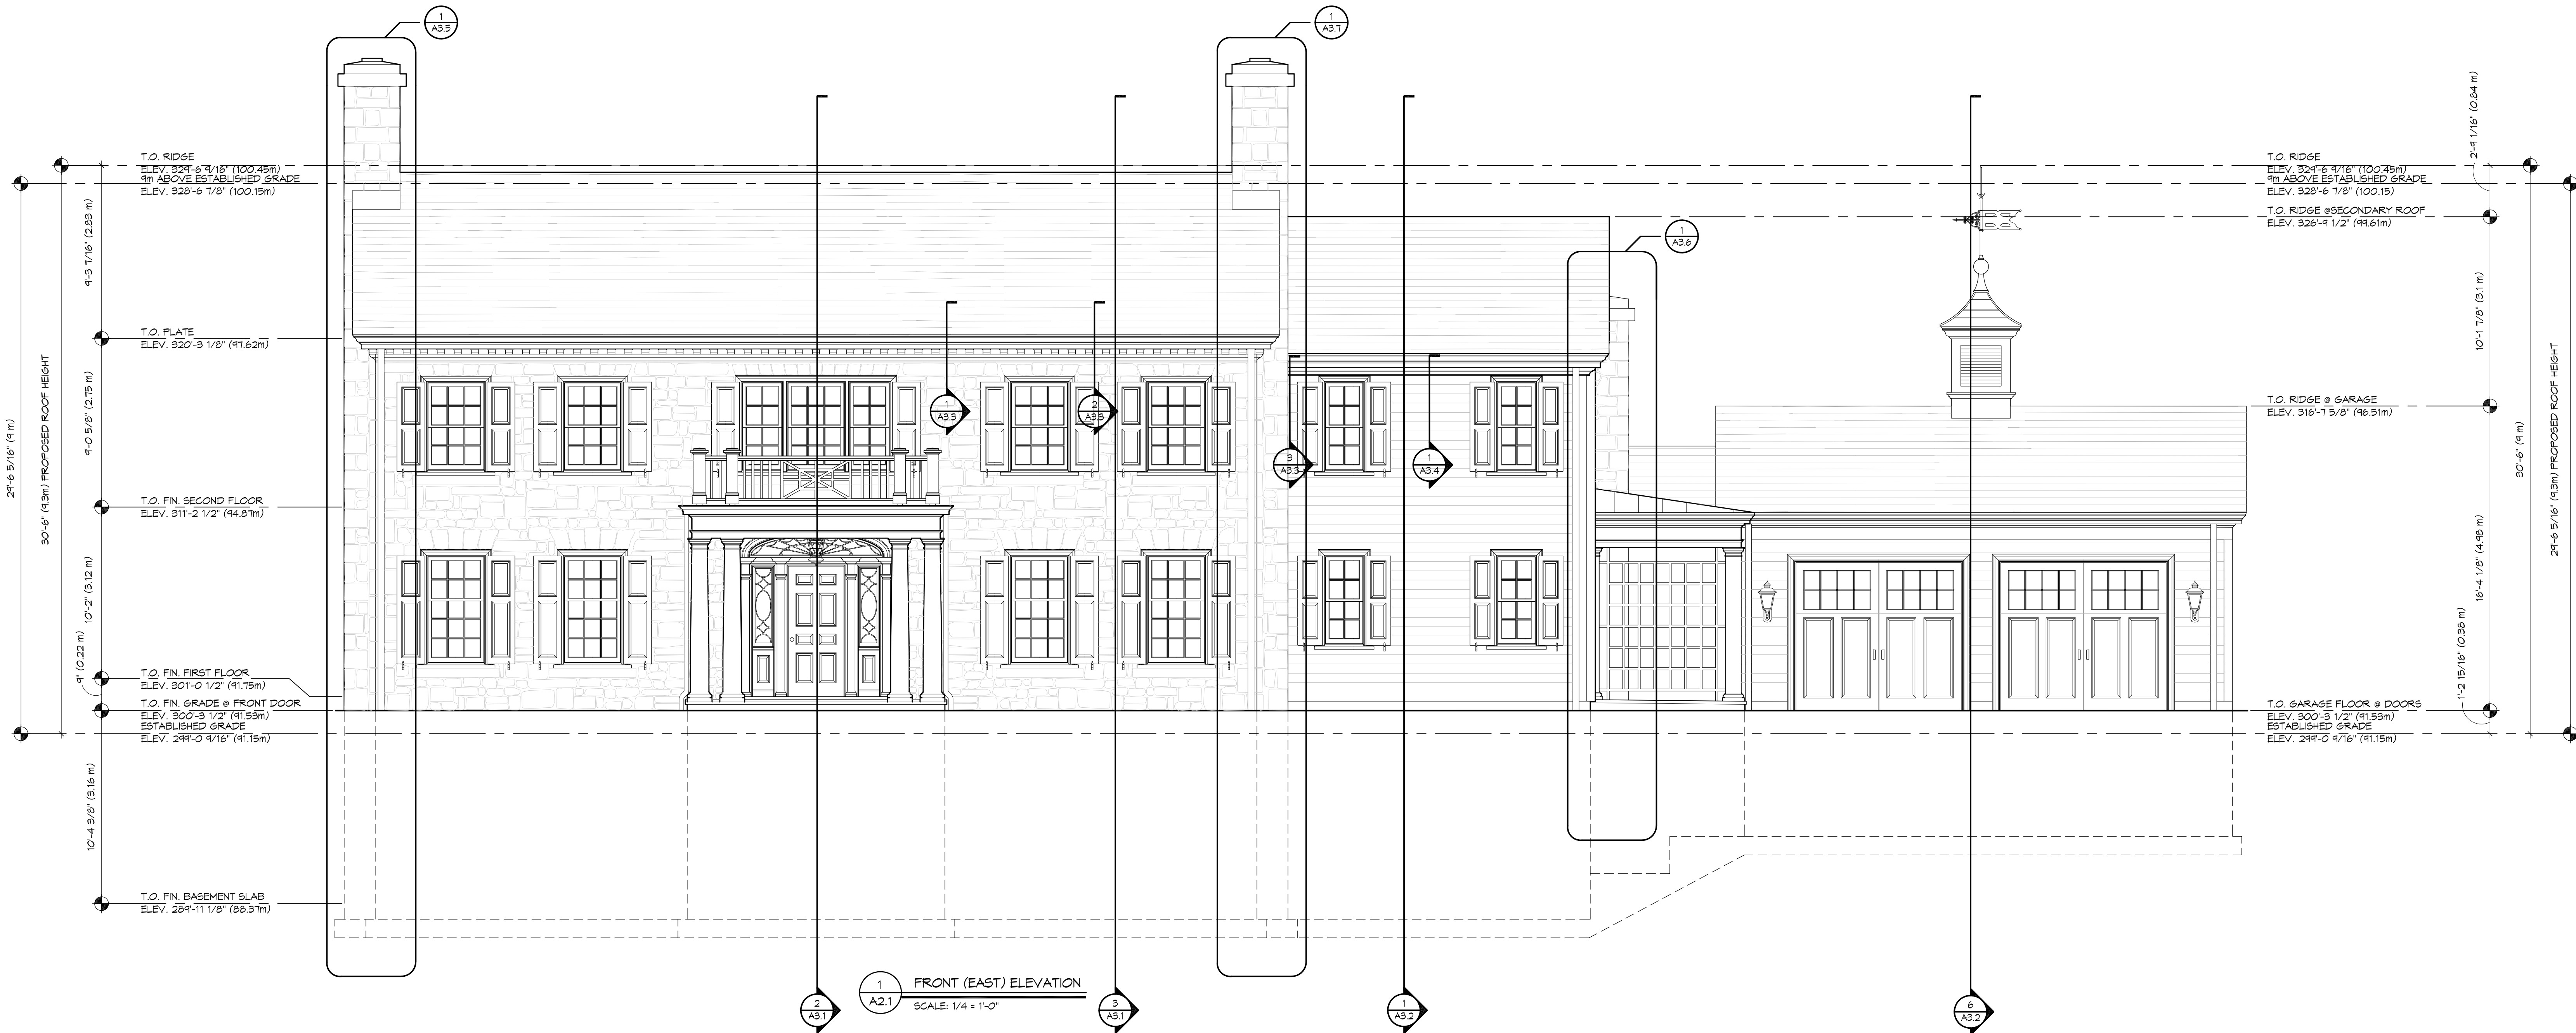 1
A3.5
1
A3.7
T.O. RIDGE
ELEV. 329'-6 9/16" (100.45m)
9m ABOVE ESTABLISHED GRADE
ELEV. 328'-6 7/8" (100.15m)
T.O. PLATE
ELEV. 320'-3 1/8" (97.62m)
T.O. FIN. SECOND FLOOR
ELEV. 311'-2 1/2" (94.87m)
T.O. FIN. FIRST FLOOR
ELEV. 301'-0 1/2" (91.75m)
T.O. FIN. GRADE @ FRONT DOOR
ELEV. 300'-3 1/2" (91.53m)
ESTABLISHED GRADE
ELEV. 299'-0 9/16" (91.15m)
T.O. FIN. BASEMENT SLAB
ELEV. 289'-11 1/8" (88.37m)
29'-6 5/16" (9 m)
30'-6" (9.3m) PROPOSED ROOF HEIGHT
9'-3 7/16" (2.83 m)
9'-0 5/8" (2.75 m)
10'-2" (3.12 m)
9" (0.22 m)
10'-4 3/8" (3.16 m)
1
A3.3
2
A3.3
3
A3.3
1
A3.4
1
A3.6
T.O. RIDGE
ELEV. 329'-6 9/16" (100.45m)
9m ABOVE ESTABLISHED GRADE
ELEV. 328'-6 7/8" (100.15)
T.O. RIDGE @SECONDARY ROOF
ELEV. 326'-9 1/2" (99.61m)
T.O. RIDGE @ GARAGE
ELEV. 316'-7 5/8" (96.51m)
T.O. GARAGE FLOOR @ DOORS
ELEV. 300'-3 1/2" (91.53m)
ESTABLISHED GRADE
ELEV. 299'-0 9/16" (91.15m)
2'-9 1/16" (0.84 m)
10'-1 7/8" (3.1 m)
16'-4 1/8" (4.98 m)
1'-2 15/16" (0.38 m)
30'-6" (9 m)
29'-6 5/16" (9.3m) PROPOSED ROOF HEIGHT
1
A2.1
FRONT (EAST) ELEVATION
SCALE: 1/4 = 1'-0"
2
A3.1
3
A3.1
1
A3.2
6
A3.2